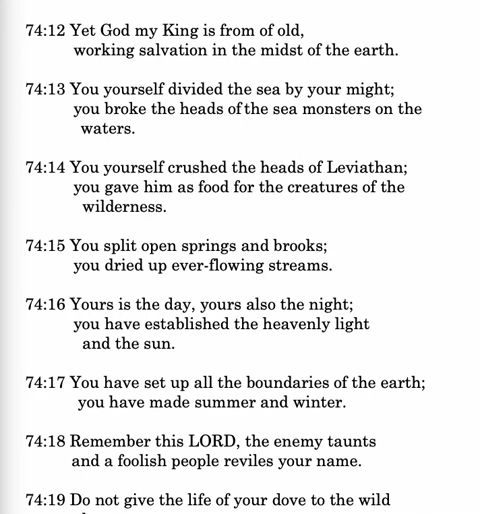 74:12 Yet God my King is from of old,
working salvation in the midst of the earth.
74:13 You yourself divided the sea by your might;
you broke the heads of the sea monsters on the
waters.
74:14 You yourself crushed the heads of Leviathan;
you gave him as food for the creatures of the
wilderness.
74:15 You split open springs and brooks;
you dried up ever-flowing streams.
74:16 Yours is the day, yours also the night;
you have established the heavenly light
and the sun.
74:17 You have set up all the boundaries of the earth;
you have made summer and winter.
74:18 Remember this LORD, the enemy taunts
and a foolish people reviles your name.
74:19 Do not give the life of your dove to the wild